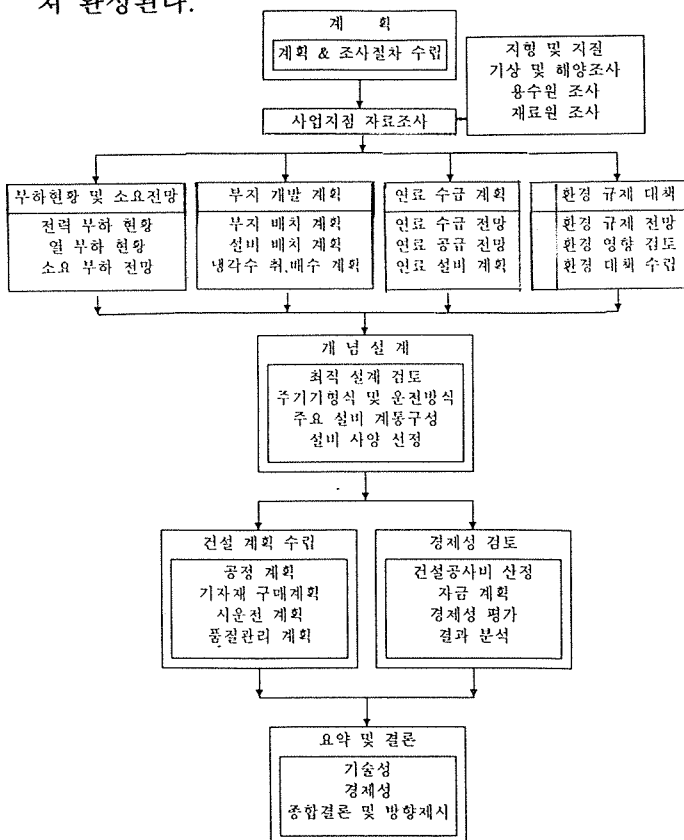 저 완성된다.
계 획
계획 & 조사절차 수립
지형 및 지질
기상 및 해양조사
용수원 조사
재료원 조사
사업지점 자료조사
부하현황 및 소요전망
전력 부하 현황
열 부하 현황
소요 부하 전망
부지 개발 계획
부지 배치 계획
설비 배치 계획
냉각수 취.배수 계획
연료 수급 계획
연료 수급 전망
연료 공급 전망
연료 설비 계획
환경 규제 대책
환경 규제 전망
환경 영향 검토
환경 대책 수립
개 념 설 계
최적 설계 검토
주기기형식 및 운전방식
주요 설비 계통구성
설비 사양 선정
건설 계획 수립
공정 계획
기자재 구매계획
시운전 계획
품질관리 계획
경제성 검토
건설공사비 산정
자금 계획
경제성 평가
결과 분석
요약 및 결론
기술성
경제성
종합결론 및 방향제시